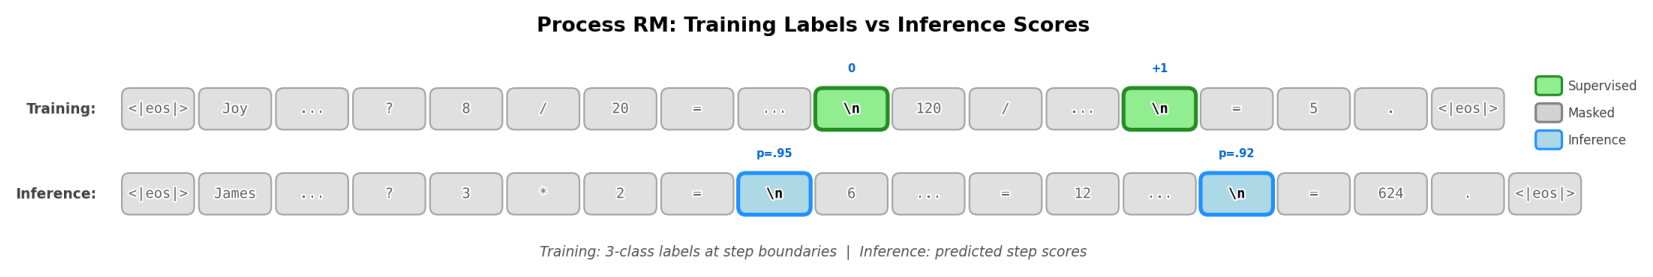 Process RM: Training Labels vs Inference Scores
0 +1
Training: <|eos|> Joy ... ? 8 / 20 = ... \n 120 / ... \n = 5 . <|eos|>
Supervised
Masked
Inference
p=.95 p=.92
Inference: <|eos|> James ... ? 3 * 2 = \n 6 ... = 12 ... \n = 624 . <|eos|>
Training: 3-class labels at step boundaries | Inference: predicted step scores